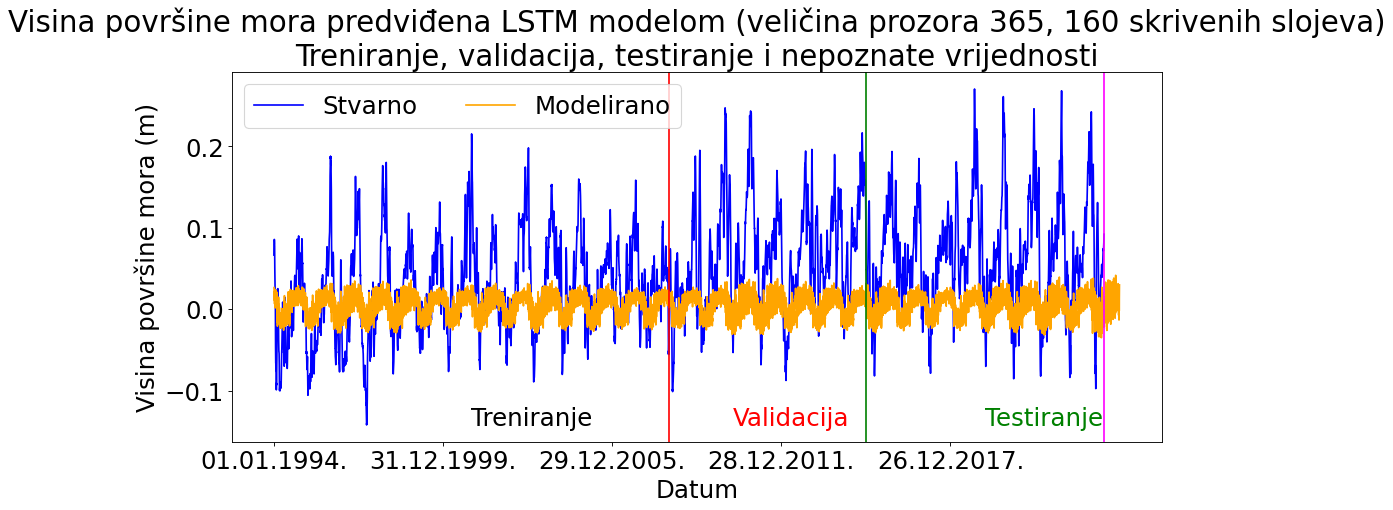 Visina površine mora predviđena LSTM modelom (veličina prozora 365, 160 skrivenih slojeva)
Treniranje, validacija, testiranje i nepoznate vrijednosti
Stvarno Modelirano
Visina površine mora (m)
0.2
0.1
0.0
−0.1
Treniranje Validacija Testiranje
01.01.1994. 31.12.1999. 29.12.2005. 28.12.2011. 26.12.2017.
Datum